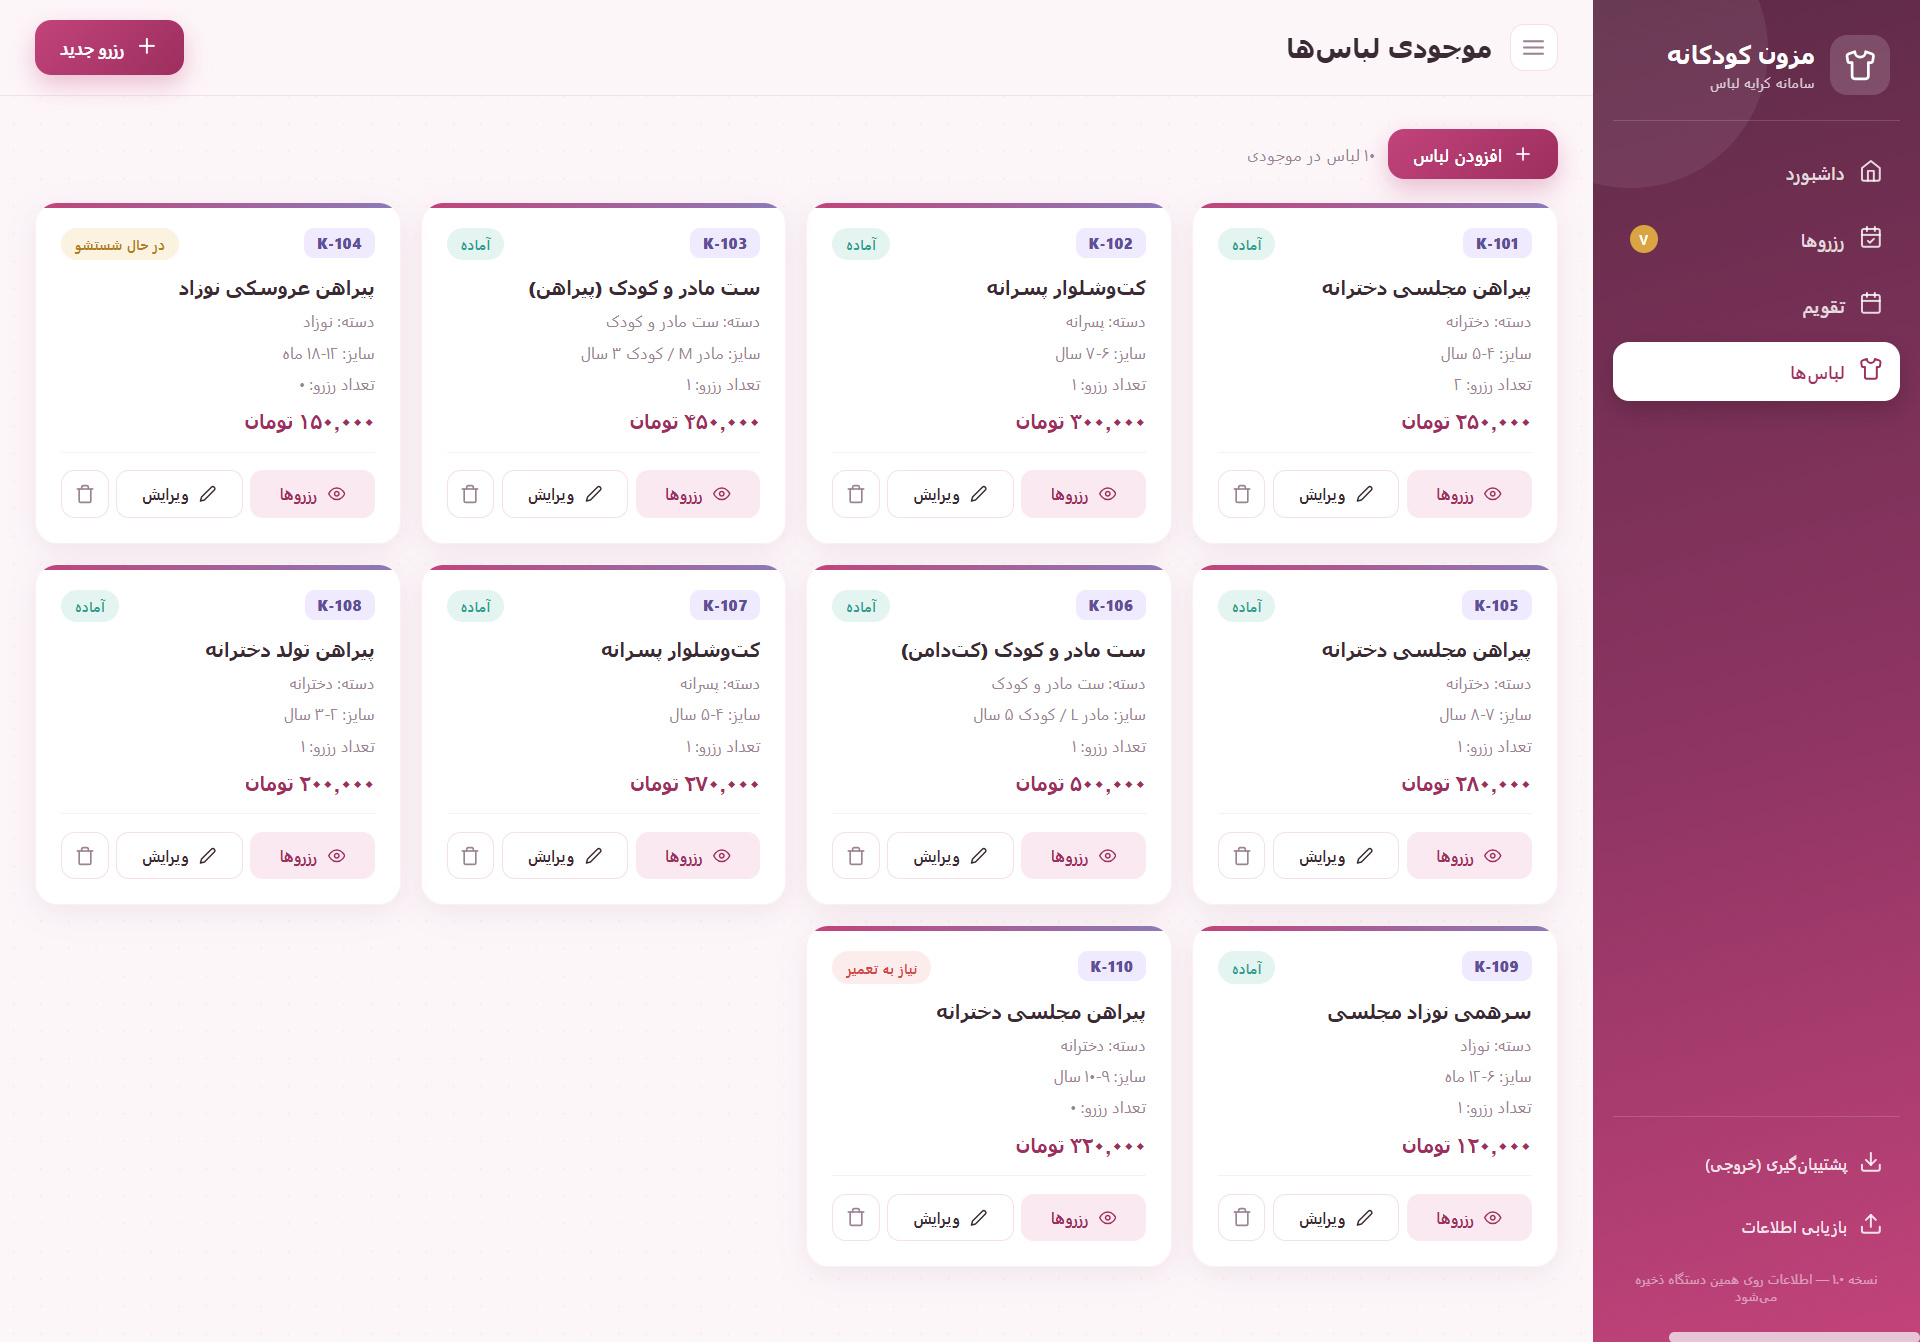 مزون کودکانه
سامانه کرایه لباس
داشبورد
رزروها
۷
تقویم
لباس‌ها
پشتیبان‌گیری (خروجی)
بازیابی اطلاعات
نسخه ۱.۰ — اطلاعات روی همین دستگاه ذخیره
می‌شود
موجودی لباس‌ها
رزرو جدید
افزودن لباس
۱۰ لباس در موجودی
K-101
آماده
پیراهن مجلسی دخترانه
دسته: دخترانه
سایز: ۴-۵ سال
تعداد رزرو: ۲
۲۵۰,۰۰۰ تومان
رزروها
ویرایش
K-102
آماده
کت‌وشلوار پسرانه
دسته: پسرانه
سایز: ۶-۷ سال
تعداد رزرو: ۱
۳۰۰,۰۰۰ تومان
رزروها
ویرایش
K-103
آماده
ست مادر و کودک (پیراهن)
دسته: ست مادر و کودک
سایز: مادر M / کودک ۳ سال
تعداد رزرو: ۱
۴۵۰,۰۰۰ تومان
رزروها
ویرایش
K-104
در حال شستشو
پیراهن عروسکی نوزاد
دسته: نوزاد
سایز: ۱۲-۱۸ ماه
تعداد رزرو: ۰
۱۵۰,۰۰۰ تومان
رزروها
ویرایش
K-105
آماده
پیراهن مجلسی دخترانه
دسته: دخترانه
سایز: ۷-۸ سال
تعداد رزرو: ۱
۲۸۰,۰۰۰ تومان
رزروها
ویرایش
K-106
آماده
ست مادر و کودک (کت‌دامن)
دسته: ست مادر و کودک
سایز: مادر L / کودک ۵ سال
تعداد رزرو: ۱
۵۰۰,۰۰۰ تومان
رزروها
ویرایش
K-107
آماده
کت‌وشلوار پسرانه
دسته: پسرانه
سایز: ۴-۵ سال
تعداد رزرو: ۱
۲۷۰,۰۰۰ تومان
رزروها
ویرایش
K-108
آماده
پیراهن تولد دخترانه
دسته: دخترانه
سایز: ۲-۳ سال
تعداد رزرو: ۱
۲۰۰,۰۰۰ تومان
رزروها
ویرایش
K-109
آماده
سرهمی نوزاد مجلسی
دسته: نوزاد
سایز: ۶-۱۲ ماه
تعداد رزرو: ۱
۱۲۰,۰۰۰ تومان
رزروها
ویرایش
K-110
نیاز به تعمیر
پیراهن مجلسی دخترانه
دسته: دخترانه
سایز: ۹-۱۰ سال
تعداد رزرو: ۰
۳۲۰,۰۰۰ تومان
رزروها
ویرایش